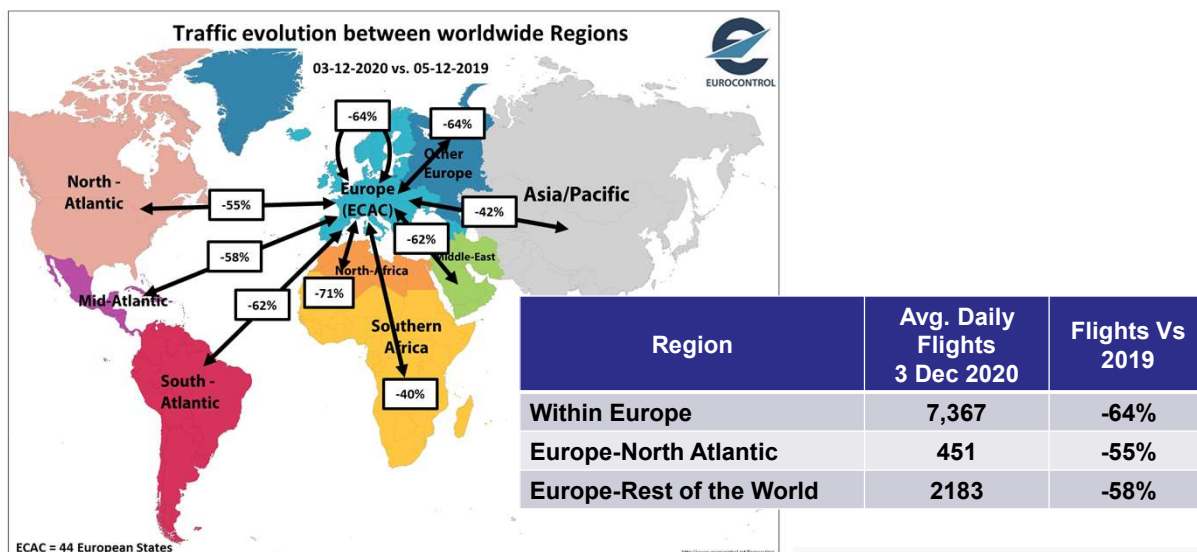 Traffic evolution between worldwide Regions
EUROCONTROL
03-12-2020 vs. 05-12-2019
-64%
-64%
Other
Europe
North -
Atlantic
Europe
(ECAC)
Asia/Pacific
-55%
-42%
-62%
-58%
Middle-East
North-Africa
-71%
Mid-Atlantic
-62%
Southern
Africa
South -
Atlantic
-40%
ECAC = 44 European States
Region
Avg. Daily
Flights
3 Dec 2020
Flights Vs
2019
Within Europe 7,367 -64%
Europe-North Atlantic 451 -55%
Europe-Rest of the World 2183 -58%